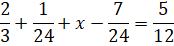 2/3 + 1/24 + x − 7/24 = 5/12